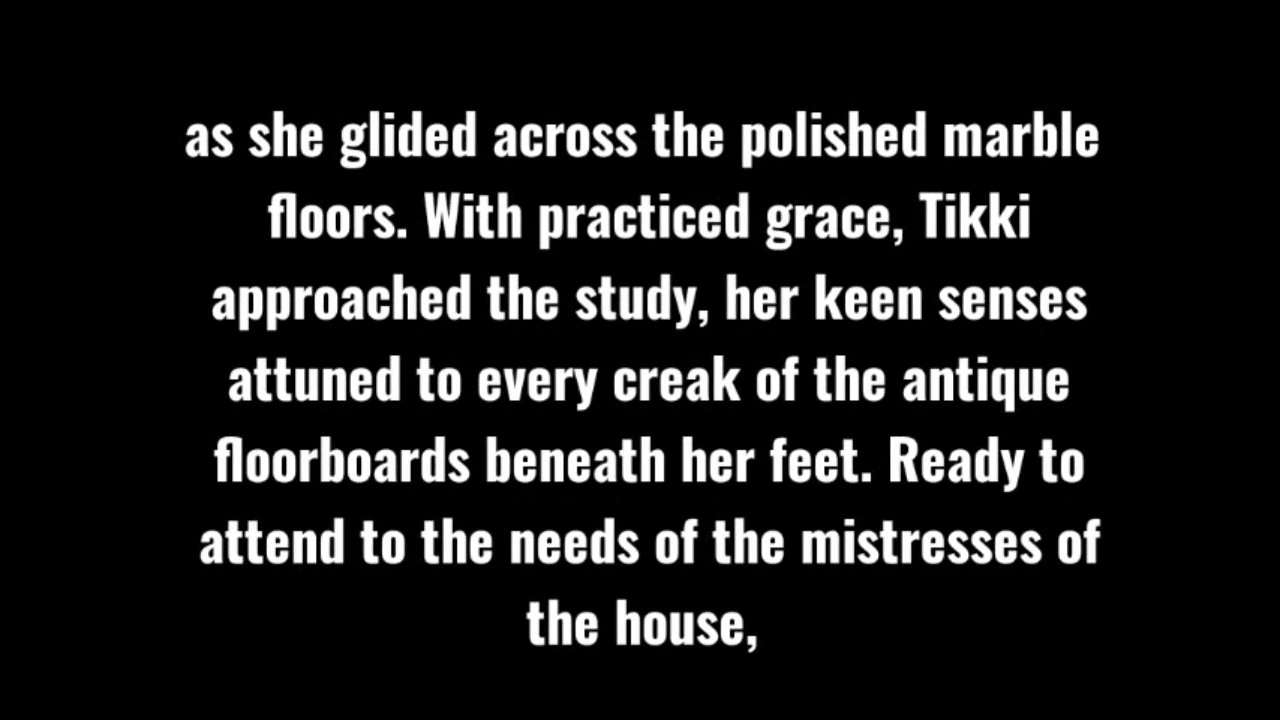 as she glided across the polished marble
floors. With practiced grace, Tikki
approached the study, her keen senses
attuned to every creak of the antique
floorboards beneath her feet. Ready to
attend to the needs of the mistresses of
the house,